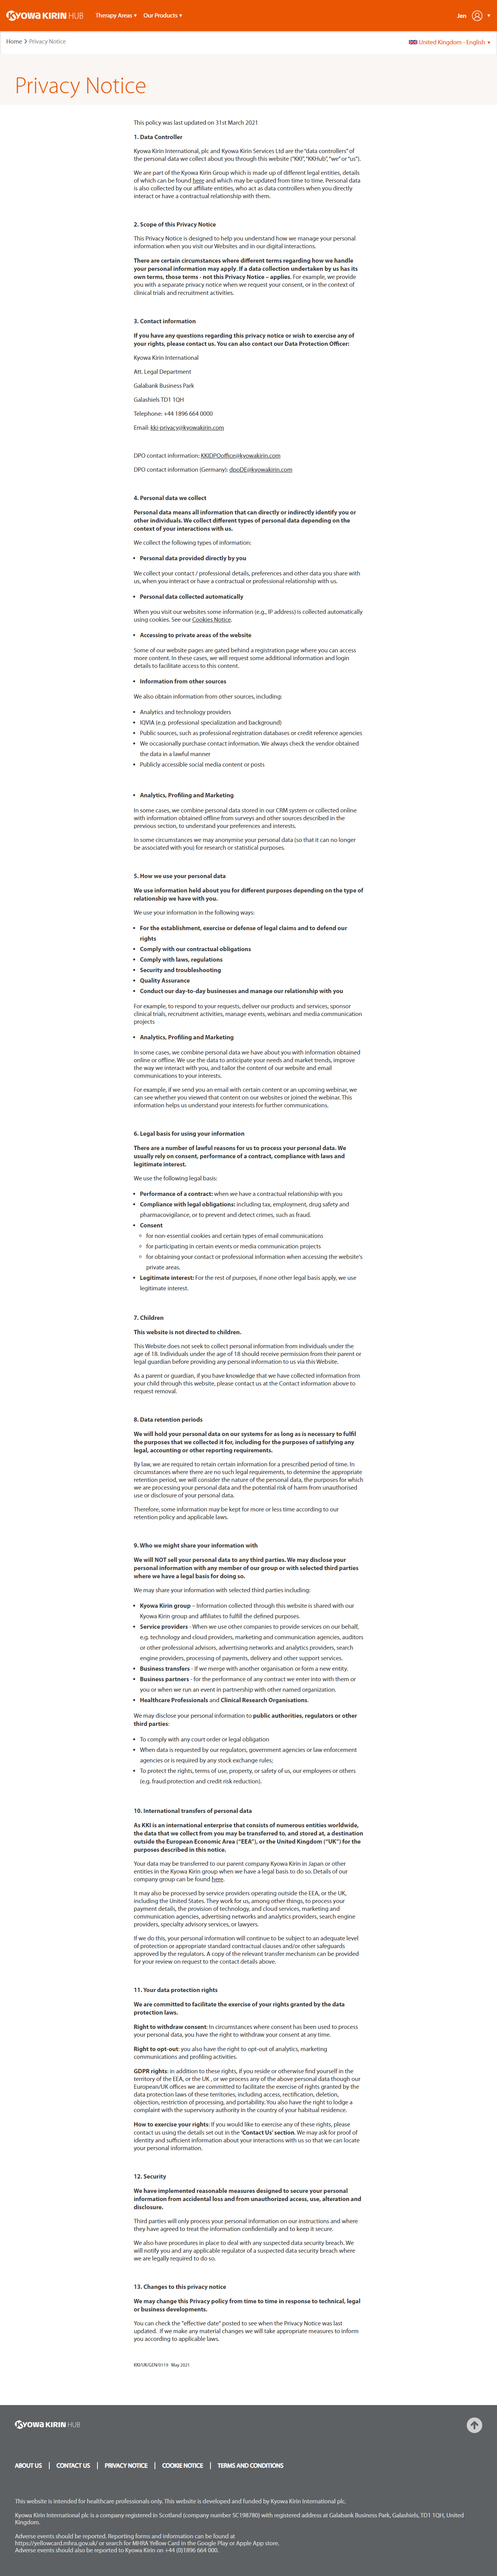 KYOWA KIRIN HUB
Therapy Areas ▾ Our Products ▾
Jen ▾
Home > Privacy Notice
United Kingdom - English ▾
Privacy Notice
This policy was last updated on 31st March 2021
1. Data Controller
Kyowa Kirin International, plc and Kyowa Kirin Services Ltd are the “data controllers” of
the personal data we collect about you through this website (“KKI”, “KKHub”, “we” or “us”).
We are part of the Kyowa Kirin Group which is made up of different legal entities, details
of which can be found here and which may be updated from time to time. Personal data
is also collected by our affiliate entities, who act as data controllers when you directly
interact or have a contractual relationship with them.
2. Scope of this Privacy Notice
This Privacy Notice is designed to help you understand how we manage your personal
information when you visit our Websites and in our digital interactions.
There are certain circumstances where different terms regarding how we handle
your personal information may apply. If a data collection undertaken by us has its
own terms, those terms - not this Privacy Notice – applies. For example, we provide
you with a separate privacy notice when we request your consent, or in the context of
clinical trials and recruitment activities.
3. Contact information
If you have any questions regarding this privacy notice or wish to exercise any of
your rights, please contact us. You can also contact our Data Protection Officer:
Kyowa Kirin International
Att. Legal Department
Galabank Business Park
Galashiels TD1 1QH
Telephone: +44 1896 664 0000
Email: kki-privacy@kyowakirin.com
DPO contact information: KKIDPOoffice@kyowakirin.com
DPO contact information (Germany): dpoDE@kyowakirin.com
4. Personal data we collect
Personal data means all information that can directly or indirectly identify you or
other individuals. We collect different types of personal data depending on the
context of your interactions with us.
We collect the following types of information:
• Personal data provided directly by you
We collect your contact / professional details, preferences and other data you share with
us, when you interact or have a contractual or professional relationship with us.
• Personal data collected automatically
When you visit our websites some information (e.g., IP address) is collected automatically
using cookies. See our Cookies Notice.
• Accessing to private areas of the website
Some of our website pages are gated behind a registration page where you can access
more content. In these cases, we will request some additional information and login
details to facilitate access to this content.
• Information from other sources
We also obtain information from other sources, including:
• Analytics and technology providers
• IQVIA (e.g. professional specialization and background)
• Public sources, such as professional registration databases or credit reference agencies
• We occasionally purchase contact information. We always check the vendor obtained
the data in a lawful manner
• Publicly accessible social media content or posts
• Analytics, Profiling and Marketing
In some cases, we combine personal data stored in our CRM system or collected online
with information obtained offline from surveys and other sources described in the
previous section, to understand your preferences and interests.
In some circumstances we may anonymise your personal data (so that it can no longer
be associated with you) for research or statistical purposes.
5. How we use your personal data
We use information held about you for different purposes depending on the type of
relationship we have with you.
We use your information in the following ways:
• For the establishment, exercise or defense of legal claims and to defend our
rights
• Comply with our contractual obligations
• Comply with laws, regulations
• Security and troubleshooting
• Quality Assurance
• Conduct our day-to-day businesses and manage our relationship with you
For example, to respond to your requests, deliver our products and services, sponsor
clinical trials, recruitment activities, manage events, webinars and media communication
projects
• Analytics, Profiling and Marketing
In some cases, we combine personal data we have about you with information obtained
online or offline. We use the data to anticipate your needs and market trends, improve
the way we interact with you, and tailor the content of our website and email
communications to your interests.
For example, if we send you an email with certain content or an upcoming webinar, we
can see whether you viewed that content on our websites or joined the webinar. This
information helps us understand your interests for further communications.
6. Legal basis for using your information
There are a number of lawful reasons for us to process your personal data. We
usually rely on consent, performance of a contract, compliance with laws and
legitimate interest.
We use the following legal basis:
• Performance of a contract: when we have a contractual relationship with you
• Compliance with legal obligations: including tax, employment, drug safety and
pharmacovigilance, or to prevent and detect crimes, such as fraud.
• Consent
◦ for non-essential cookies and certain types of email communications
◦ for participating in certain events or media communication projects
◦ for obtaining your contact or professional information when accessing the website's
private areas.
• Legitimate interest: For the rest of purposes, if none other legal basis apply, we use
legitimate interest.
7. Children
This website is not directed to children.
This Website does not seek to collect personal information from individuals under the
age of 18. Individuals under the age of 18 should receive permission from their parent or
legal guardian before providing any personal information to us via this Website.
As a parent or guardian, if you have knowledge that we have collected information from
your child through this website, please contact us at the Contact information above to
request removal.
8. Data retention periods
We will hold your personal data on our systems for as long as is necessary to fulfil
the purposes that we collected it for, including for the purposes of satisfying any
legal, accounting or other reporting requirements.
By law, we are required to retain certain information for a prescribed period of time. In
circumstances where there are no such legal requirements, to determine the appropriate
retention period, we will consider the nature of the personal data, the purposes for which
we are processing your personal data and the potential risk of harm from unauthorised
use or disclosure of your personal data.
Therefore, some information may be kept for more or less time according to our
retention policy and applicable laws.
9. Who we might share your information with
We will NOT sell your personal data to any third parties. We may disclose your
personal information with any member of our group or with selected third parties
where we have a legal basis for doing so.
We may share your information with selected third parties including:
• Kyowa Kirin group – Information collected through this website is shared with our
Kyowa Kirin group and affiliates to fulfill the defined purposes.
• Service providers - When we use other companies to provide services on our behalf,
e.g. technology and cloud providers, marketing and communication agencies, auditors
or other professional advisors, advertising networks and analytics providers, search
engine providers, processing of payments, delivery and other support services.
• Business transfers - If we merge with another organisation or form a new entity.
• Business partners - for the performance of any contract we enter into with them or
you or when we run an event in partnership with other named organization.
• Healthcare Professionals and Clinical Research Organisations.
We may disclose your personal information to public authorities, regulators or other
third parties:
• To comply with any court order or legal obligation
• When data is requested by our regulators, government agencies or law enforcement
agencies or is required by any stock exchange rules;
• To protect the rights, terms of use, property, or safety of us, our employees or others
(e.g. fraud protection and credit risk reduction).
10. International transfers of personal data
As KKI is an international enterprise that consists of numerous entities worldwide,
the data that we collect from you may be transferred to, and stored at, a destination
outside the European Economic Area (“EEA”), or the United Kingdom (“UK”) for the
purposes described in this notice.
Your data may be transferred to our parent company Kyowa Kirin in Japan or other
entities in the Kyowa Kirin group when we have a legal basis to do so. Details of our
company group can be found here.
It may also be processed by service providers operating outside the EEA, or the UK,
including the United States. They work for us, among other things, to process your
payment details, the provision of technology, and cloud services, marketing and
communication agencies, advertising networks and analytics providers, search engine
providers, specialty advisory services, or lawyers.
If we do this, your personal information will continue to be subject to an adequate level
of protection or appropriate standard contractual clauses and/or other safeguards
approved by the regulators. A copy of the relevant transfer mechanism can be provided
for your review on request to the contact details above.
11. Your data protection rights
We are committed to facilitate the exercise of your rights granted by the data
protection laws.
Right to withdraw consent: In circumstances where consent has been used to process
your personal data, you have the right to withdraw your consent at any time.
Right to opt-out: you also have the right to opt-out of analytics, marketing
communications and profiling activities.
GDPR rights: in addition to these rights, if you reside or otherwise find yourself in the
territory of the EEA, or the UK , or we process any of the above personal data though our
European/UK offices we are committed to facilitate the exercise of rights granted by the
data protection laws of these territories, including access, rectification, deletion,
objection, restriction of processing, and portability. You also have the right to lodge a
complaint with the supervisory authority in the country of your habitual residence.
How to exercise your rights: If you would like to exercise any of these rights, please
contact us using the details set out in the ‘Contact Us’ section. We may ask for proof of
identity and sufficient information about your interactions with us so that we can locate
your personal information.
12. Security
We have implemented reasonable measures designed to secure your personal
information from accidental loss and from unauthorized access, use, alteration and
disclosure.
Third parties will only process your personal information on our instructions and where
they have agreed to treat the information confidentially and to keep it secure.
We also have procedures in place to deal with any suspected data security breach. We
will notify you and any applicable regulator of a suspected data security breach where
we are legally required to do so.
13. Changes to this privacy notice
We may change this Privacy policy from time to time in response to technical, legal
or business developments.
You can check the "effective date" posted to see when the Privacy Notice was last
updated. If we make any material changes we will take appropriate measures to inform
you according to applicable laws.
KKI/UK/GEN/0119 May 2021
KYOWA KIRIN HUB
ABOUT US | CONTACT US | PRIVACY NOTICE | COOKIE NOTICE | TERMS AND CONDITIONS
This website is intended for healthcare professionals only. This website is developed and funded by Kyowa Kirin International plc.
Kyowa Kirin International plc is a company registered in Scotland (company number SC198780) with registered address at Galabank Business Park, Galashiels, TD1 1QH, United
Kingdom.
Adverse events should be reported. Reporting forms and information can be found at
https://yellowcard.mhra.gov.uk/ or search for MHRA Yellow Card in the Google Play or Apple App store.
Adverse events should also be reported to Kyowa Kirin on +44 (0)1896 664 000.